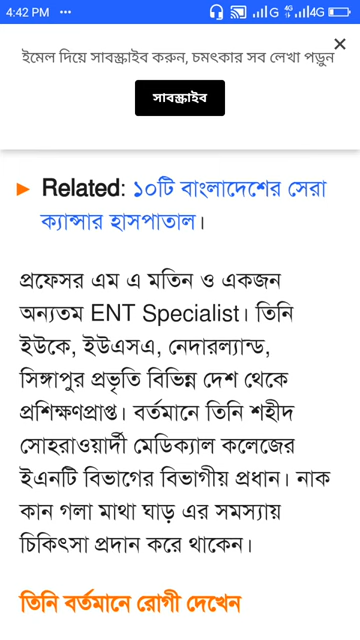 4:42 PM ... G 4G 4G
ইমেল দিয়ে সাবস্ক্রাইব করুন, চমৎকার সব লেখা পড়ুন
সাবস্ক্রাইব
► Related: ১০টি বাংলাদেশের সেরা
ক্যান্সার হাসপাতাল।
প্রফেসর এম এ মতিন ও একজন
অন্যতম ENT Specialist। তিনি
ইউকে, ইউএসএ, নেদারল্যান্ড,
সিঙ্গাপুর প্রভৃতি বিভিন্ন দেশ থেকে
প্রশিক্ষণপ্রাপ্ত। বর্তমানে তিনি শহীদ
সোহরাওয়ার্দী মেডিক্যাল কলেজের
ইএনটি বিভাগের বিভাগীয় প্রধান। নাক
কান গলা মাথা ঘাড় এর সমস্যায়
চিকিৎসা প্রদান করে থাকেন।
তিনি বর্তমানে রোগী দেখেন